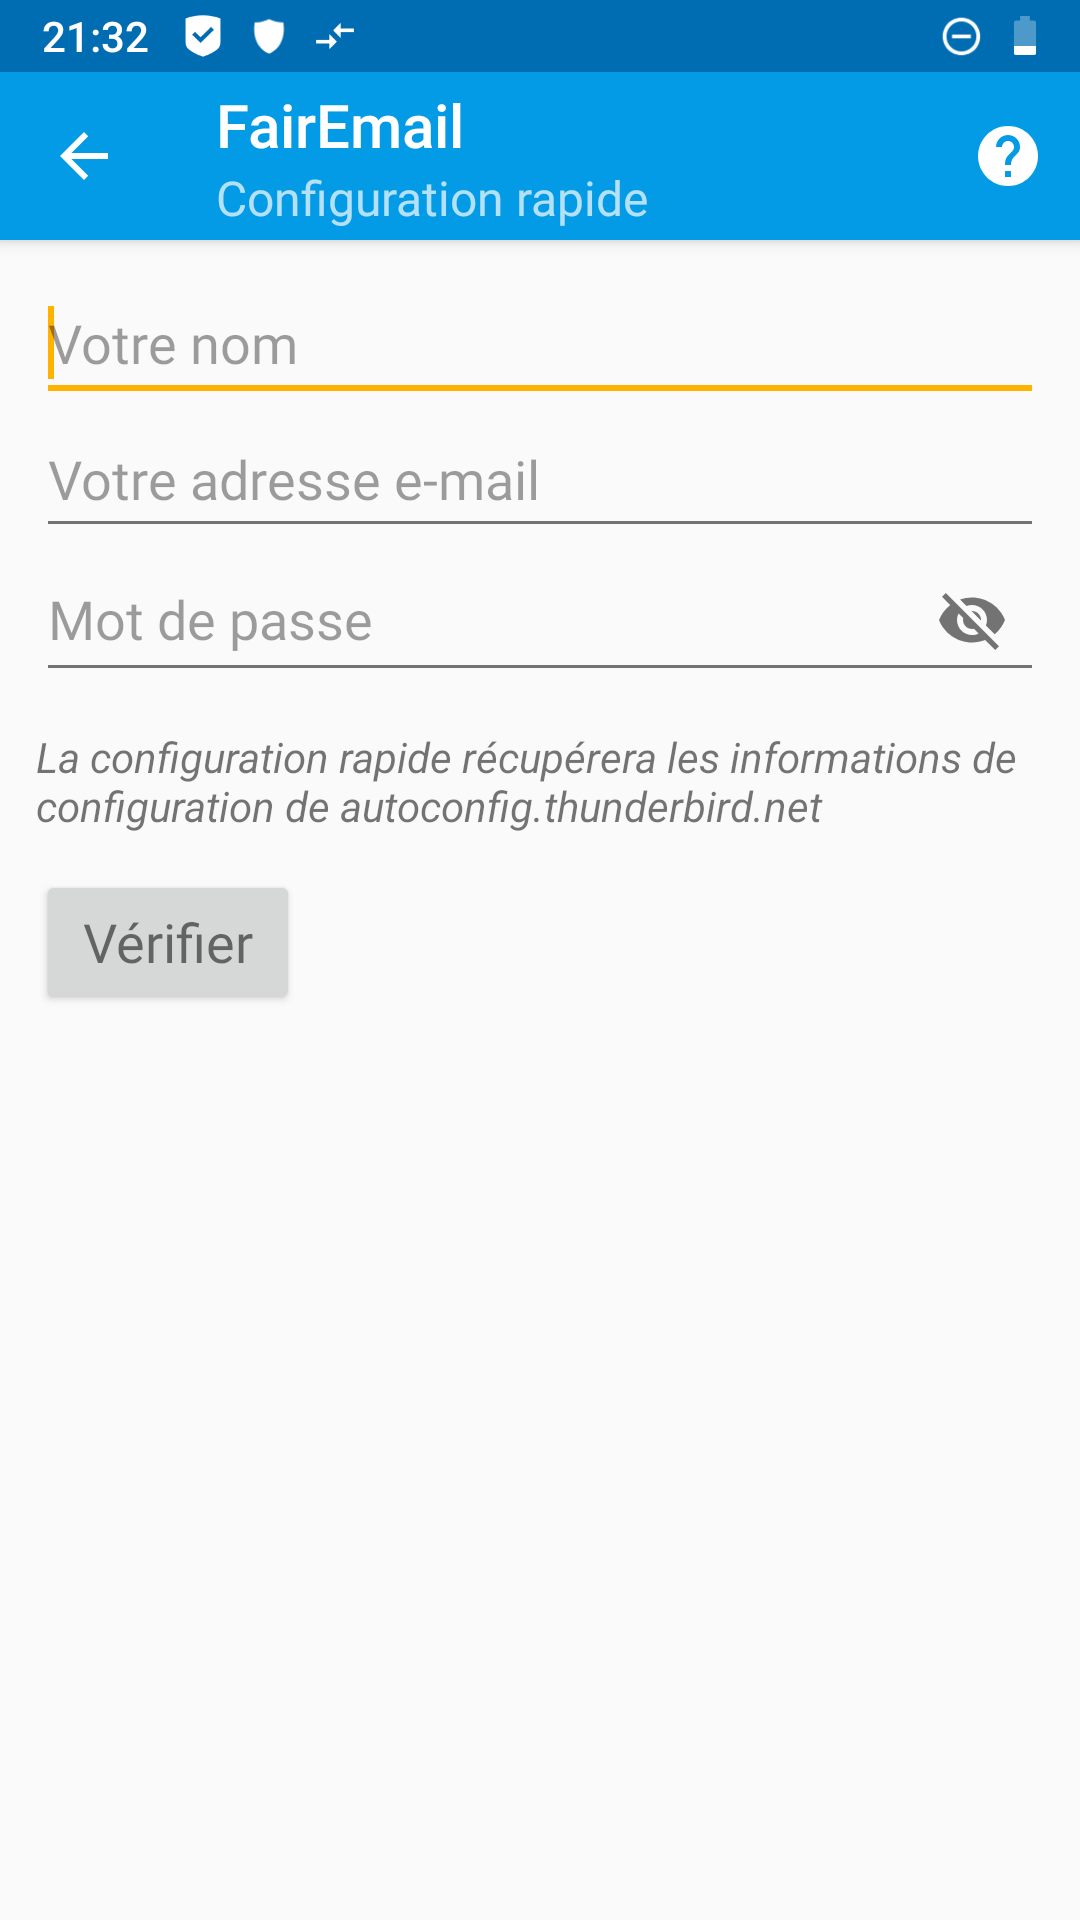 21:32
FairEmail
Configuration rapide
Votre nom
Votre adresse e-mail
Mot de passe
La configuration rapide récupérera les informations de
configuration de autoconfig.thunderbird.net
Vérifier